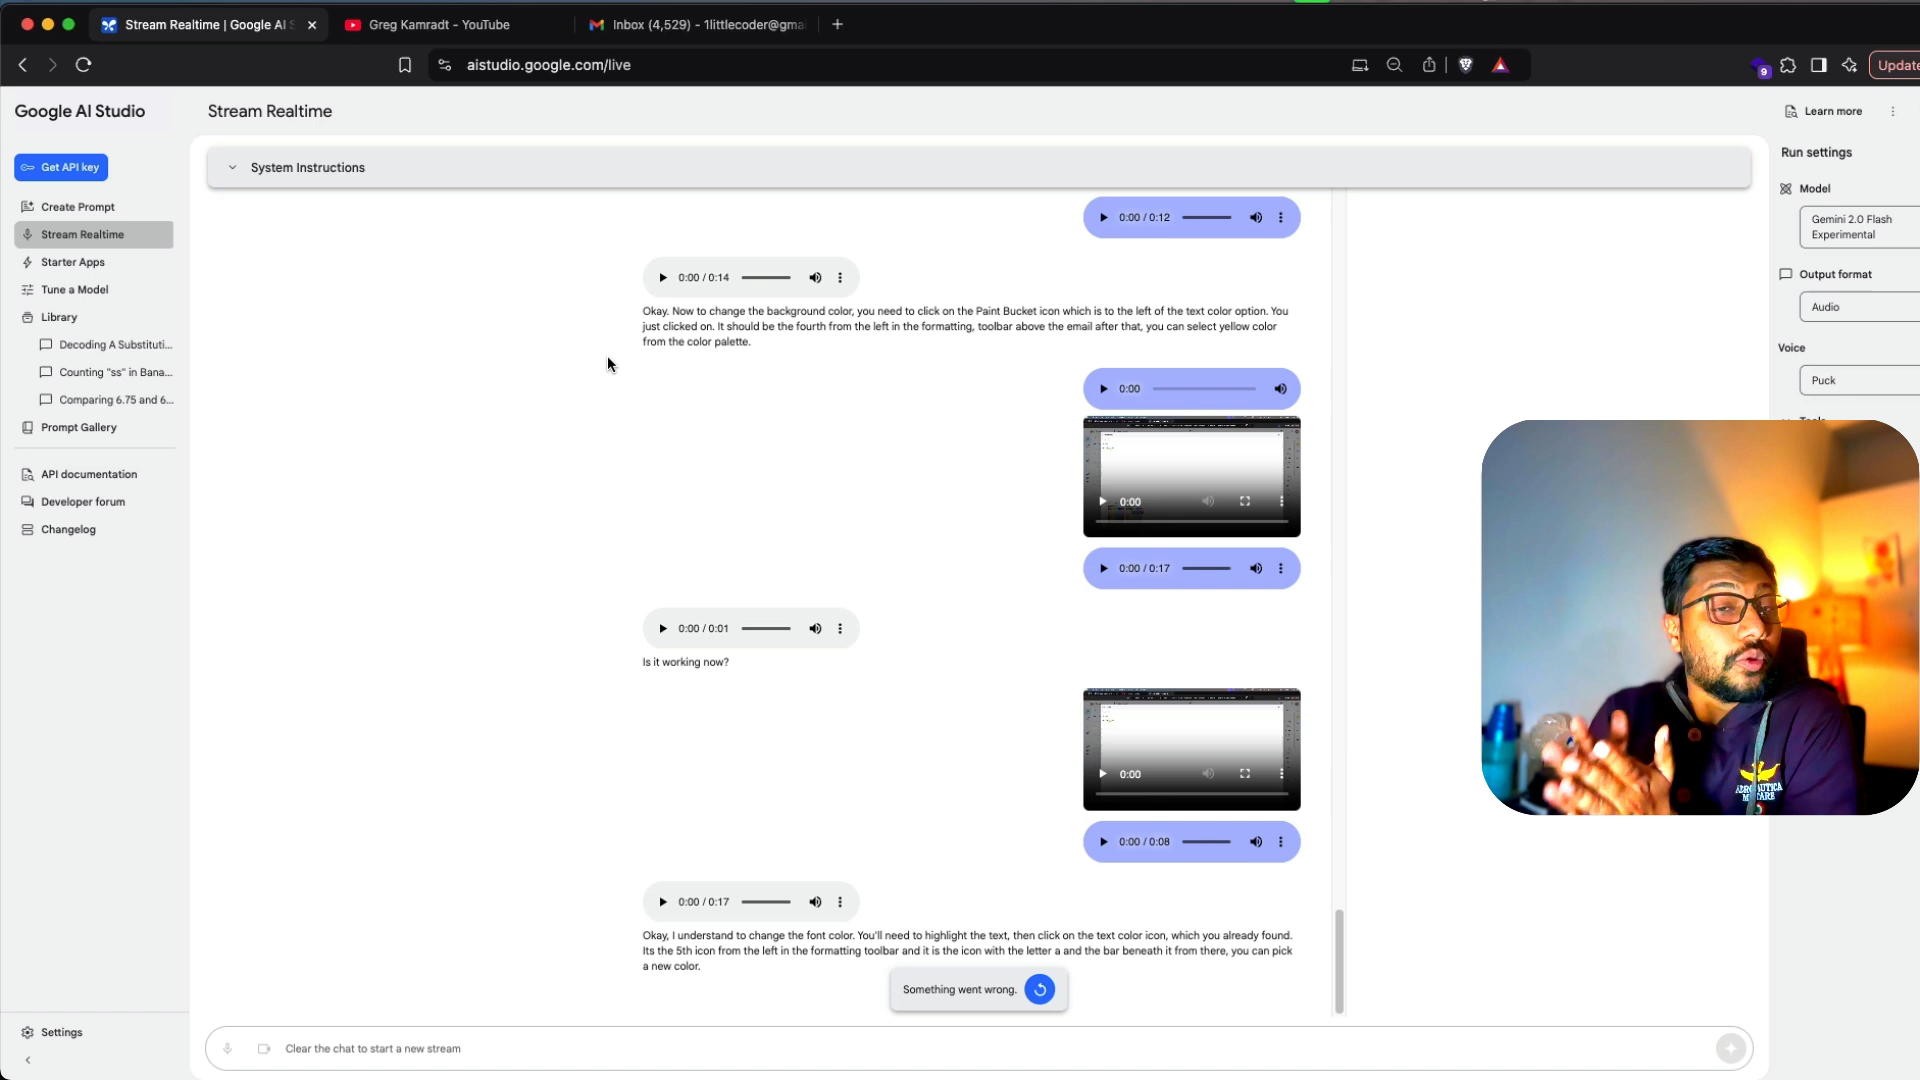 Stream Realtime | Google AI S
Greg Kamradt - YouTube
Inbox (4,529) - 1littlecoder@gma
aistudio.google.com/live
9
Update
Google AI Studio
Stream Realtime
Learn more
System Instructions
Get API key
Create Prompt
Stream Realtime
Starter Apps
Tune a Model
Library
Decoding A Substituti...
Counting "ss" in Bana...
Comparing 6.75 and 6...
Prompt Gallery
API documentation
Developer forum
Changelog
Settings
0:00 / 0:12
0:00 / 0:14
Okay. Now to change the background color, you need to click on the Paint Bucket icon which is to the left of the text color option. You
just clicked on. It should be the fourth from the left in the formatting, toolbar above the email after that, you can select yellow color
from the color palette.
0:00
0:00
0:00 / 0:17
0:00 / 0:01
Is it working now?
0:00
0:00 / 0:08
0:00 / 0:17
Okay, I understand to change the font color. You'll need to highlight the text, then click on the text color icon, which you already found.
Its the 5th icon from the left in the formatting toolbar and it is the icon with the letter a and the bar beneath it from there, you can pick
a new color.
Something went wrong.
Clear the chat to start a new stream
Run settings
Model
Gemini 2.0 Flash
Experimental
Output format
Audio
Voice
Puck